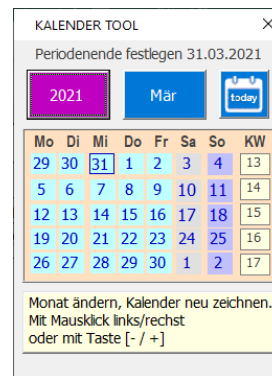 KALENDER TOOL
Periodenende festlegen 31.03.2021
2021 Mär today
Mo Di Mi Do Fr Sa So KW
29 30 31 1 2 3 4 13
5 6 7 8 9 10 11 14
12 13 14 15 16 17 18 15
19 20 21 22 23 24 25 16
26 27 28 29 30 1 2 17
Monat ändern, Kalender neu zeichnen.
Mit Mausklick links/rechst
oder mit Taste [- / +]